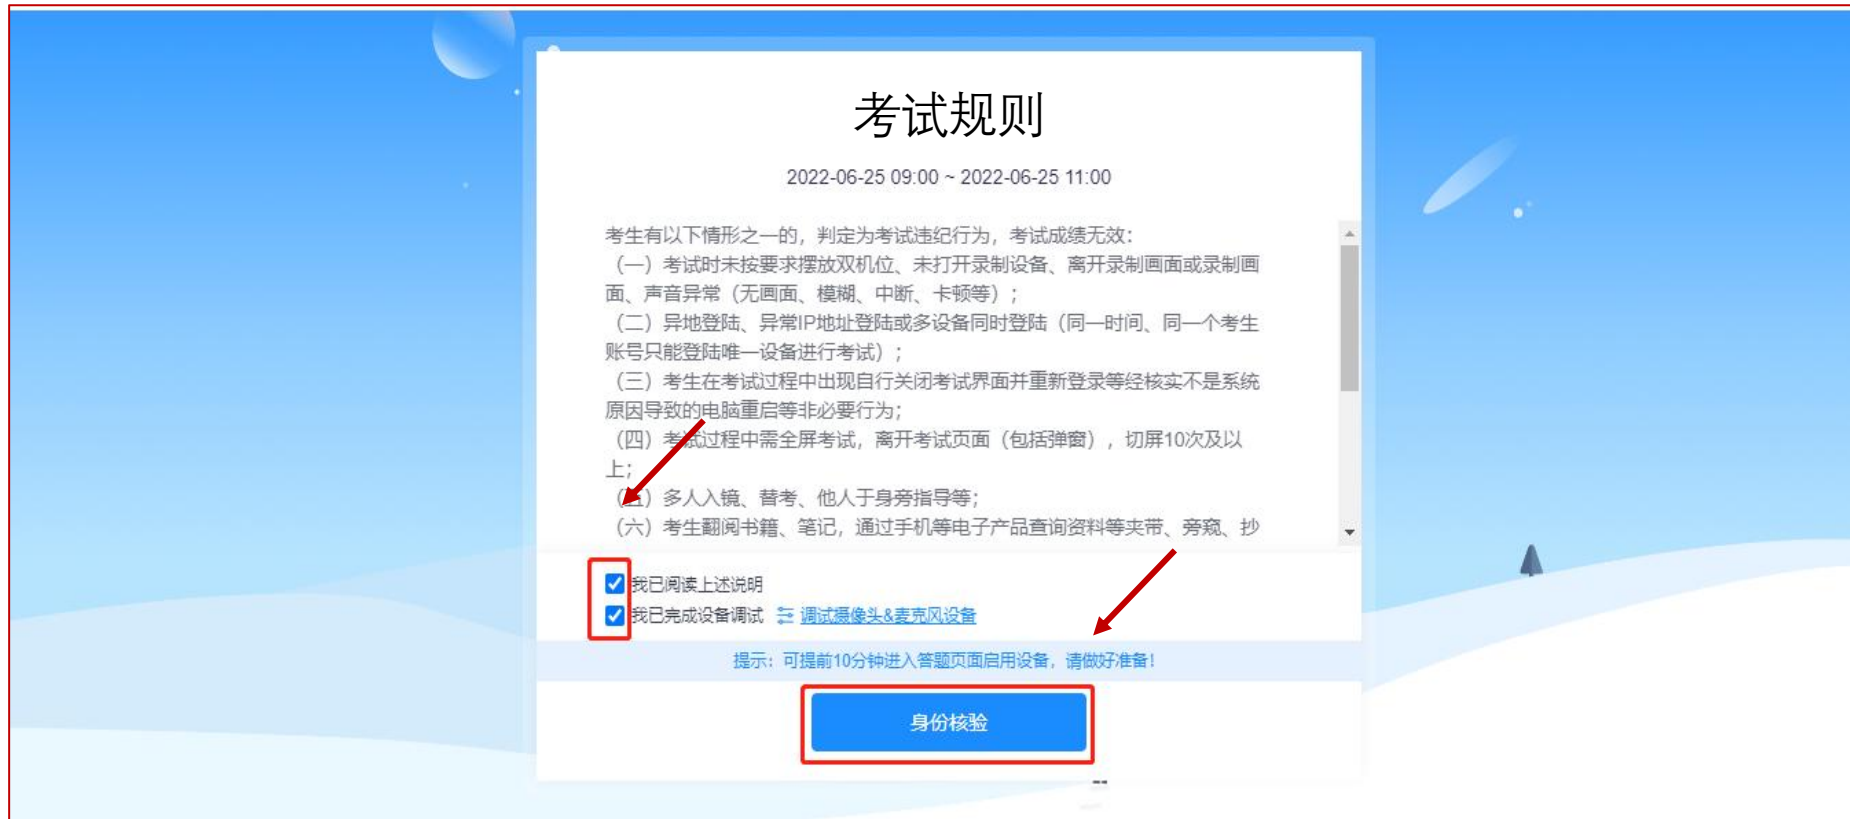 考试规则
2022-06-25 09:00 ~ 2022-06-25 11:00
考生有以下情形之一的，判定为考试违纪行为，考试成绩无效：
（一）考试时未按要求摆放双机位、未打开录制设备、离开录制画面或录制画
面、声音异常（无画面、模糊、中断、卡顿等）；
（二）异地登陆、异常IP地址登陆或多设备同时登陆（同一时间、同一个考生
账号只能登陆唯一设备进行考试）；
（三）考生在考试过程中出现自行关闭考试界面并重新登录等经核实不是系统
原因导致的电脑重启等非必要行为；
（四）考试过程中需全屏考试，离开考试页面（包括弹窗），切屏10次及以
上；
（五）多人入镜、替考、他人于身旁指导等；
（六）考生翻阅书籍、笔记，通过手机等电子产品查询资料等夹带、旁窥、抄
我已阅读上述说明
我已完成设备调试 调试摄像头&麦克风设备
提示：可提前10分钟进入答题页面启用设备，请做好准备！
身份核验